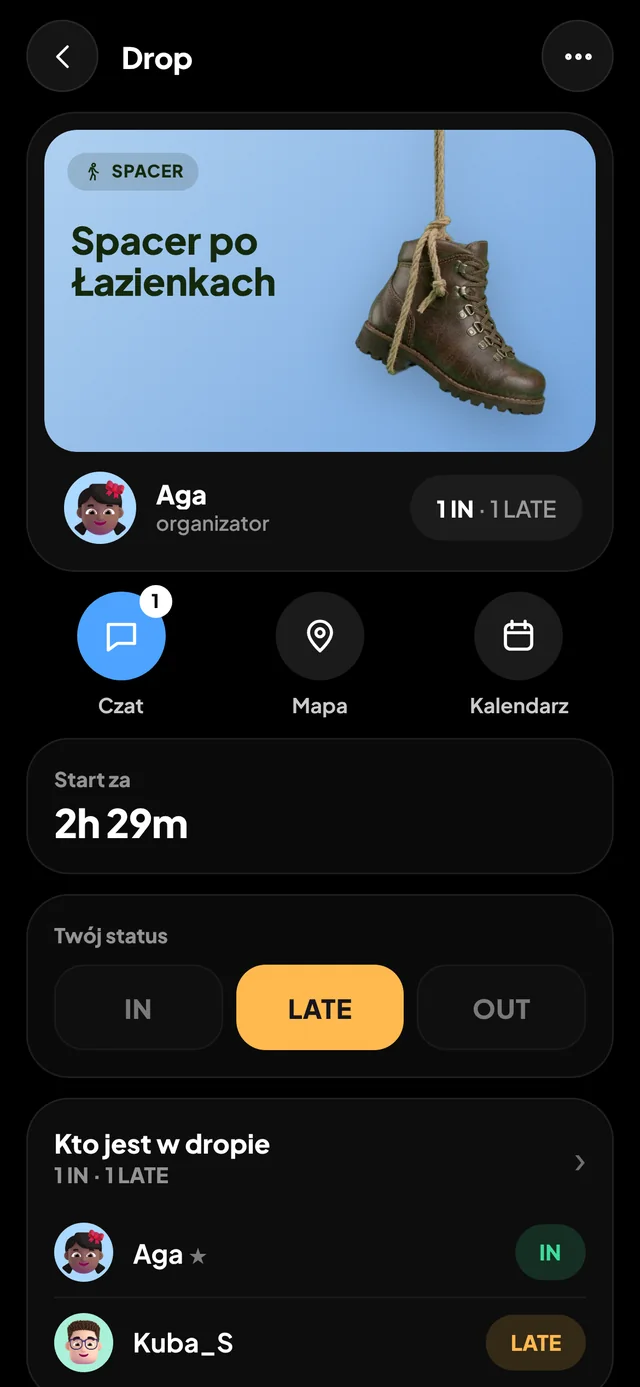 Drop
SPACER
Spacer po
Łazienkach
Aga
organizator
1 IN · 1 LATE
1
Czat
Mapa
Kalendarz
Start za
2h 29m
Twój status
IN
LATE
OUT
Kto jest w dropie
1 IN · 1 LATE
Aga ★
IN
Kuba_S
LATE